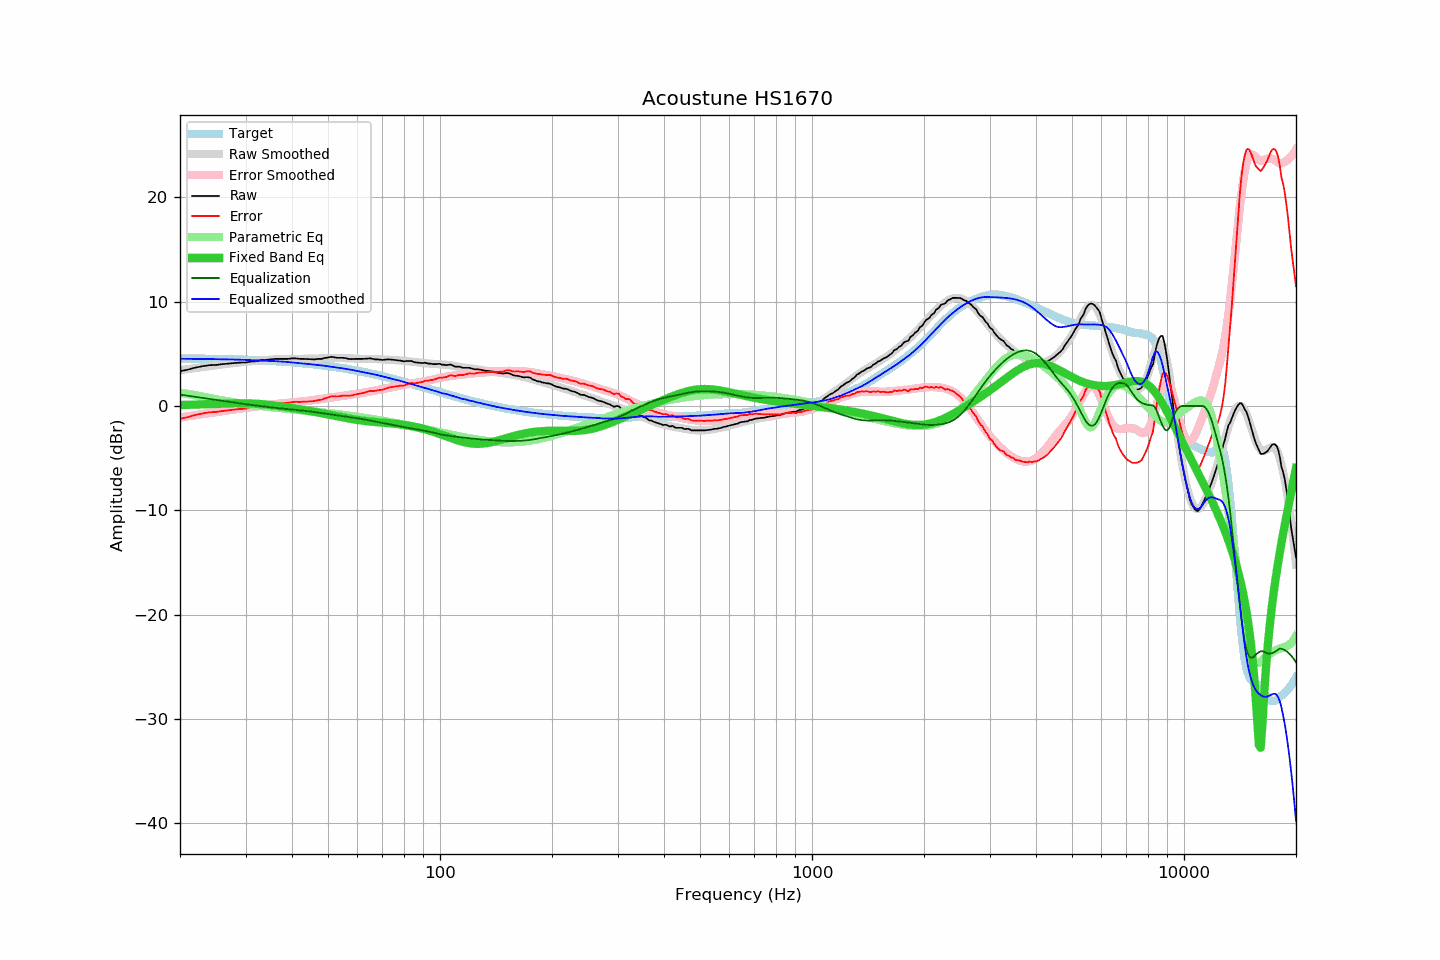 Acoustune HS1670
Target
Raw Smoothed
Error Smoothed
Raw
Error
Parametric Eq
Fixed Band Eq
Equalization
Equalized smoothed
20
10
0
−10
−20
−30
−40
Amplitude (dBr)
100
1000
10000
Frequency (Hz)